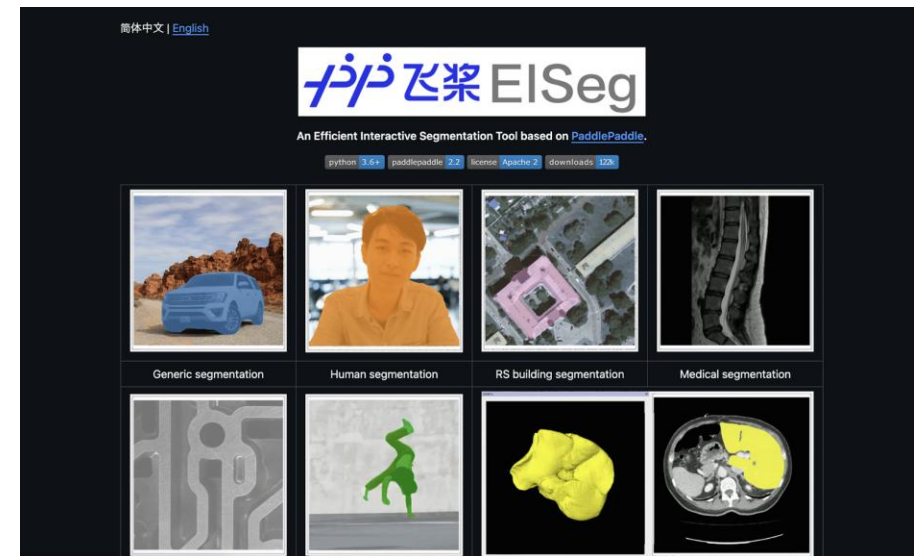 简体中文 | English
飞桨 EISeg
An Efficient Interactive Segmentation Tool based on PaddlePaddle.
python 3.6+ paddlepaddle 2.2 license Apache 2 downloads 122k
Generic segmentation Human segmentation RS building segmentation Medical segmentation